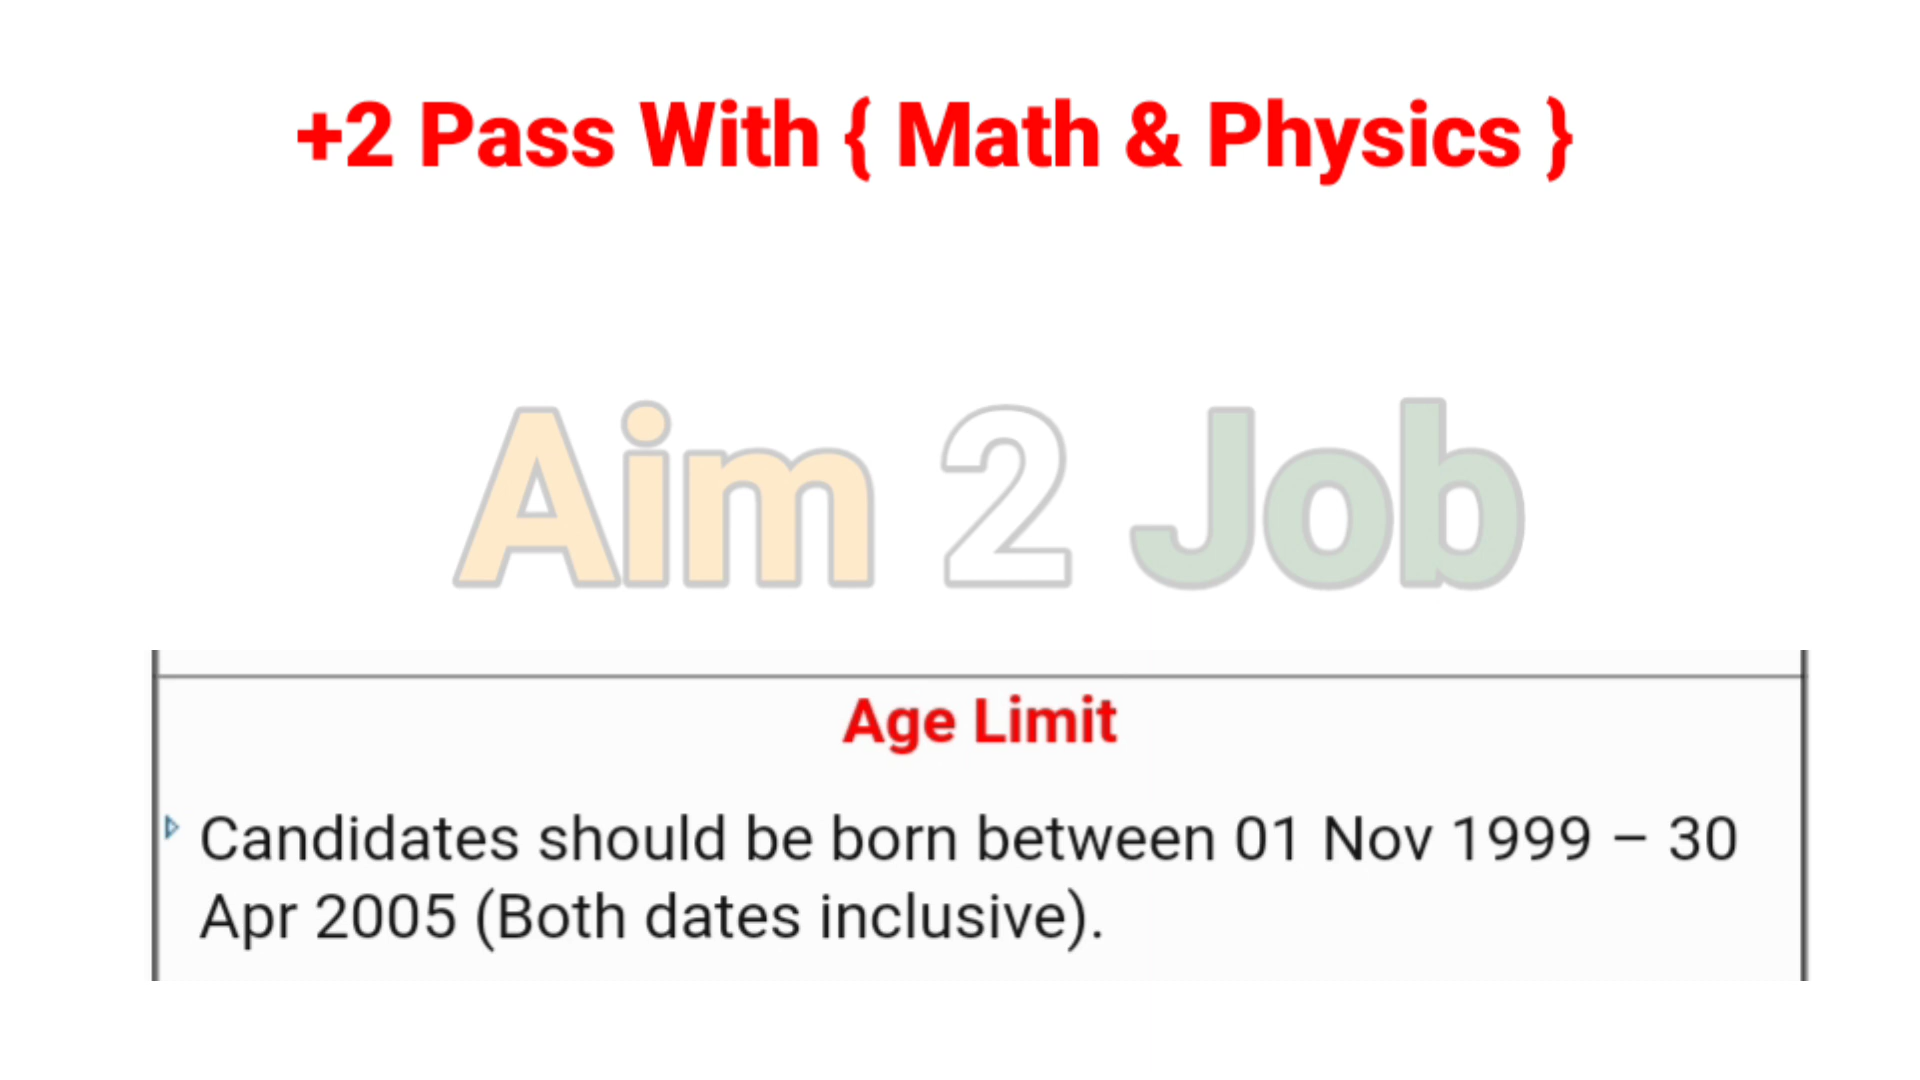 +2 Pass With { Math & Physics }
Aim 2 Job
Age Limit
Candidates should be born between 01 Nov 1999 – 30
Apr 2005 (Both dates inclusive).